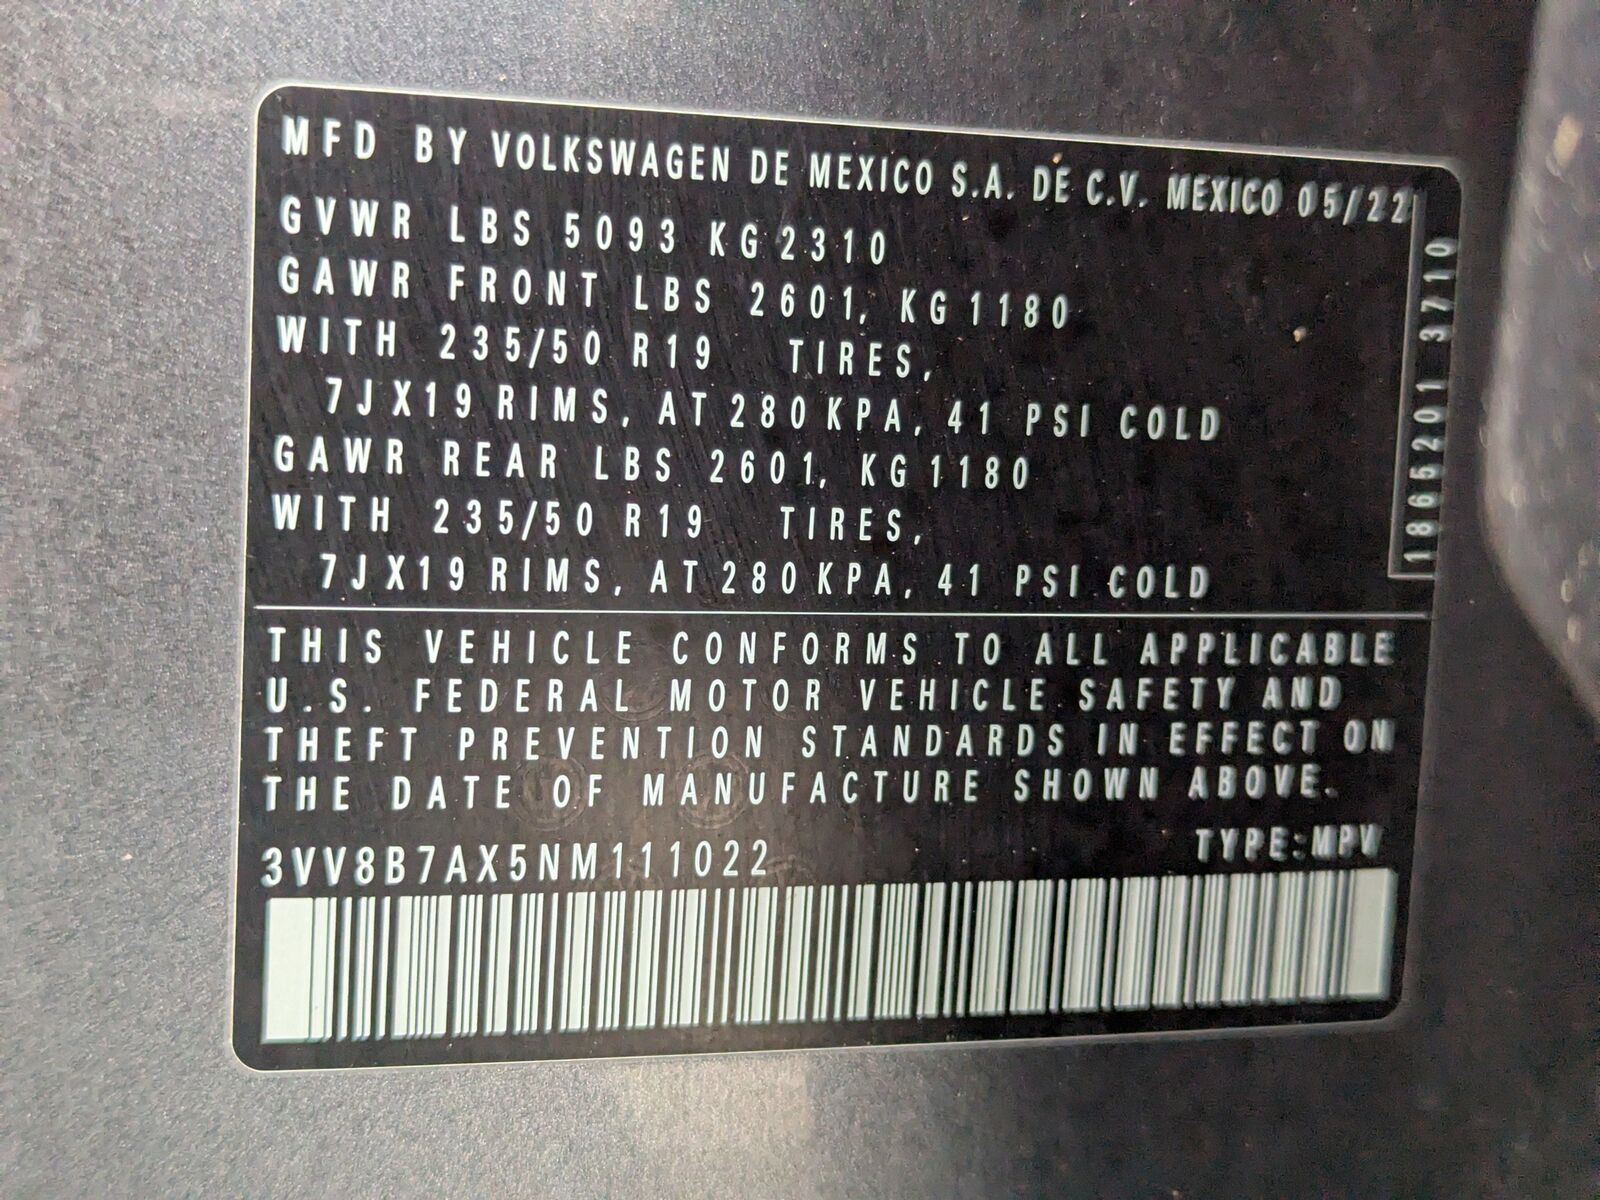 MFD BY VOLKSWAGEN DE MEXICO S.A. DE C.V. MEXICO 05/22
GVWR LBS 5093 KG 2310
GAWR FRONT LBS 2601, KG 1180
WITH 235/50 R19 TIRES,
7JX19 RIMS, AT 280 KPA, 41 PSI COLD
GAWR REAR LBS 2601, KG 1180
WITH 235/50 R19 TIRES,
7JX19 RIMS, AT 280 KPA, 41 PSI COLD
1866201 3710
THIS VEHICLE CONFORMS TO ALL APPLICABLE
U.S. FEDERAL MOTOR VEHICLE SAFETY AND
THEFT PREVENTION STANDARDS IN EFFECT ON
THE DATE OF MANUFACTURE SHOWN ABOVE.
3VV8B7AX5NM111022 TYPE:MPV